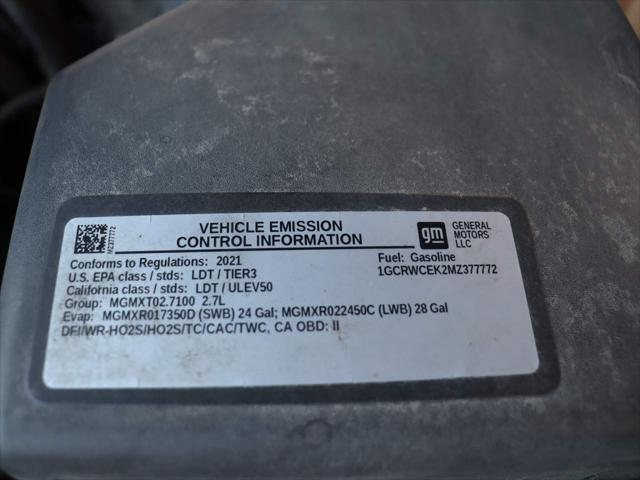 MZ377772
VEHICLE EMISSION
CONTROL INFORMATION
gm
GENERAL
MOTORS
LLC
Conforms to Regulations: 2021
Fuel: Gasoline
U.S. EPA class / stds: LDT / TIER3
1GCRWCEK2MZ377772
California class / stds: LDT / ULEV50
Group: MGMXT02.7100 2.7L
Evap: MGMXR017350D (SWB) 24 Gal; MGMXR022450C (LWB) 28 Gal
DFI/WR-HO2S/HO2S/TC/CAC/TWC, CA OBD: II